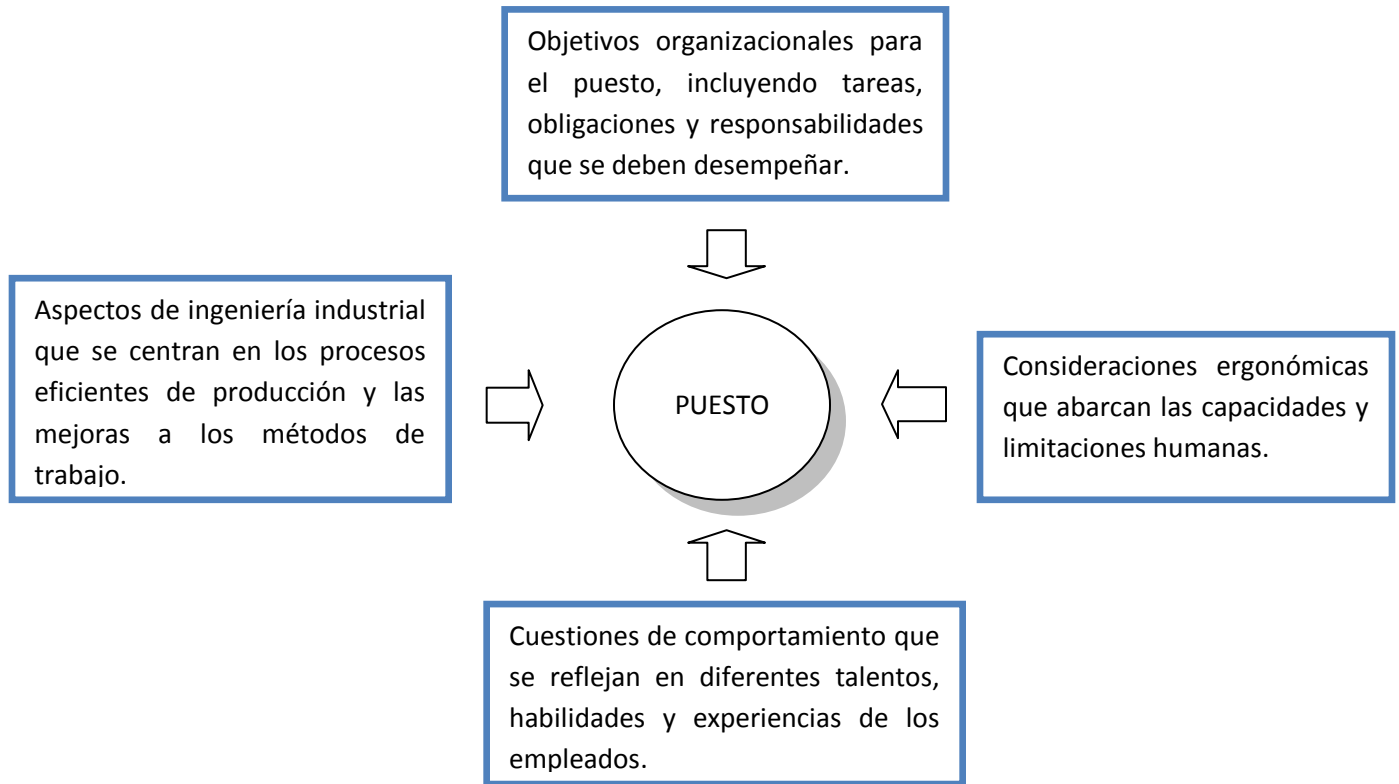 Objetivos organizacionales para
el puesto, incluyendo tareas,
obligaciones y responsabilidades
que se deben desempeñar.
Aspectos de ingeniería industrial
que se centran en los procesos
eficientes de producción y las
mejoras a los métodos de
trabajo.
PUESTO
Consideraciones ergonómicas
que abarcan las capacidades y
limitaciones humanas.
Cuestiones de comportamiento que
se reflejan en diferentes talentos,
habilidades y experiencias de los
empleados.